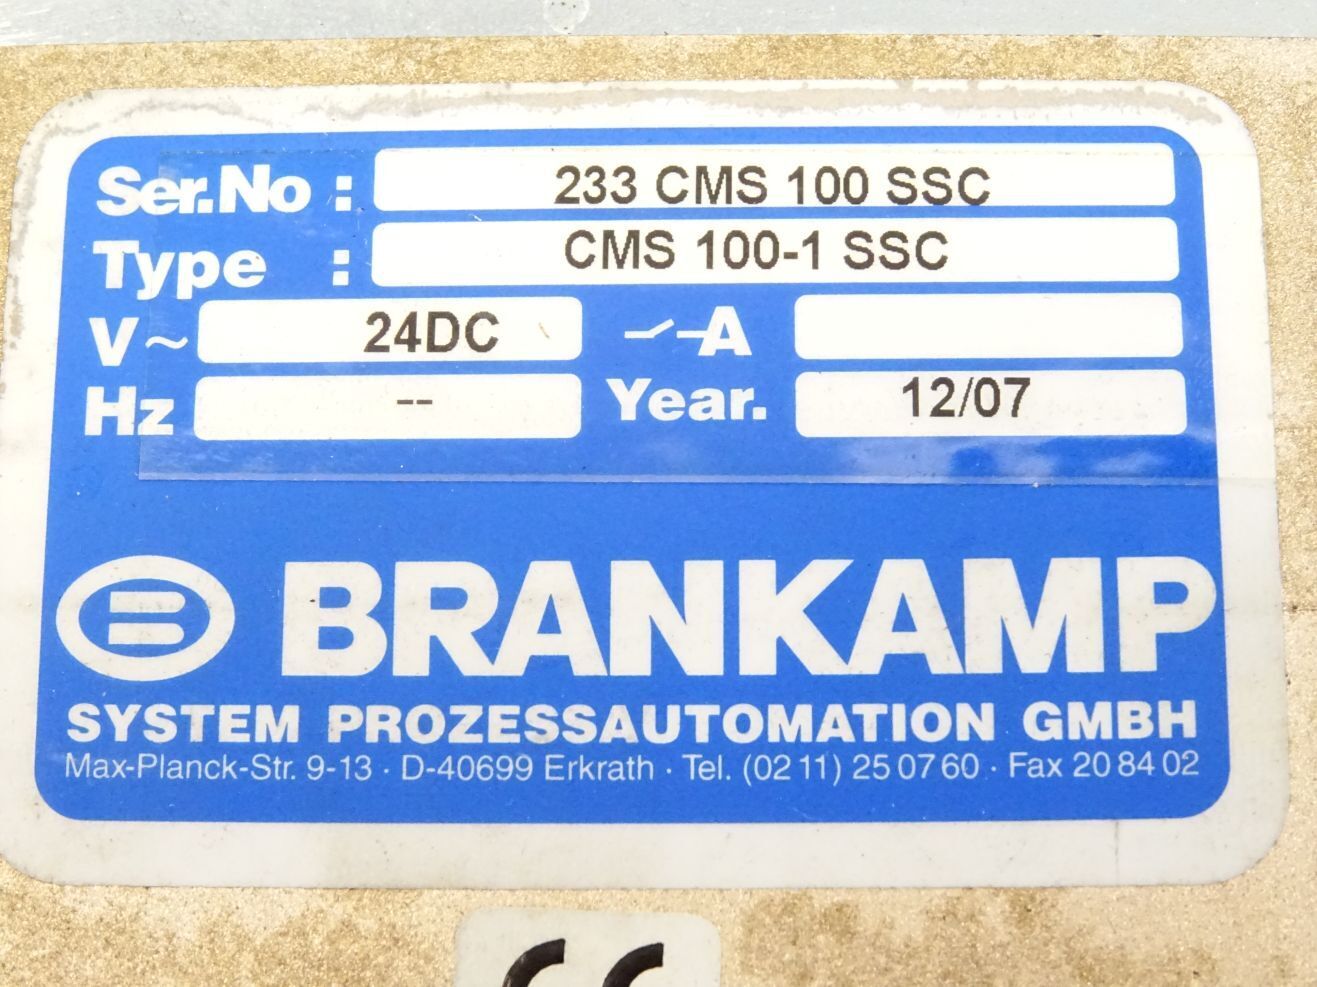 Ser.No : 233 CMS 100 SSC
Type : CMS 100-1 SSC
V~ 24DC A
Hz -- Year. 12/07
BRANKAMP
SYSTEM PROZESSAUTOMATION GMBH
Max-Planck-Str. 9-13 · D-40699 Erkrath · Tel. (02 11) 25 07 60 · Fax 20 84 02
CE